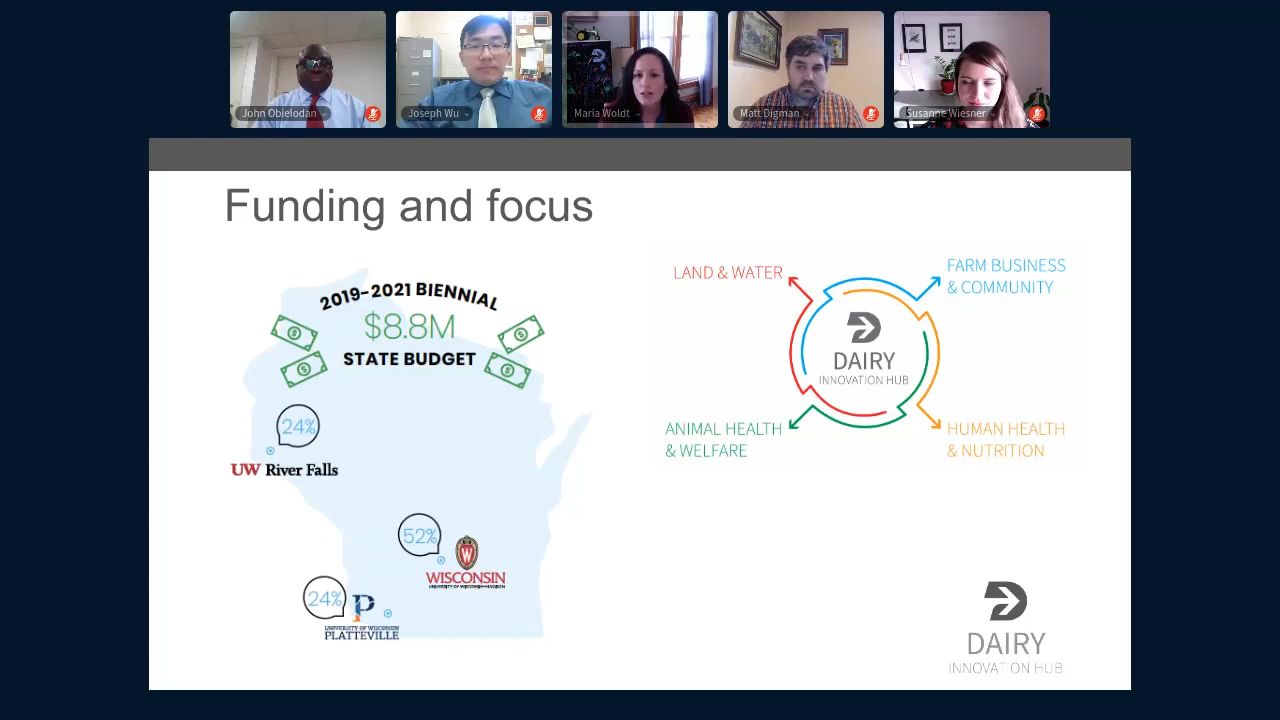 John Obielodan
Joseph Wu
Maria Woldt
Matt Digman
Susanne Wiesner
Funding and focus
2019-2021 BIENNIAL
$8.8M
STATE BUDGET
24%
UW River Falls
52%
W
WISCONSIN
UNIVERSITY OF WISCONSIN-MADISON
24%
P
UNIVERSITY OF WISCONSIN
PLATTEVILLE
LAND & WATER
FARM BUSINESS
& COMMUNITY
DAIRY
INNOVATION HUB
ANIMAL HEALTH
& WELFARE
HUMAN HEALTH
& NUTRITION
DAIRY
INNOVATION HUB